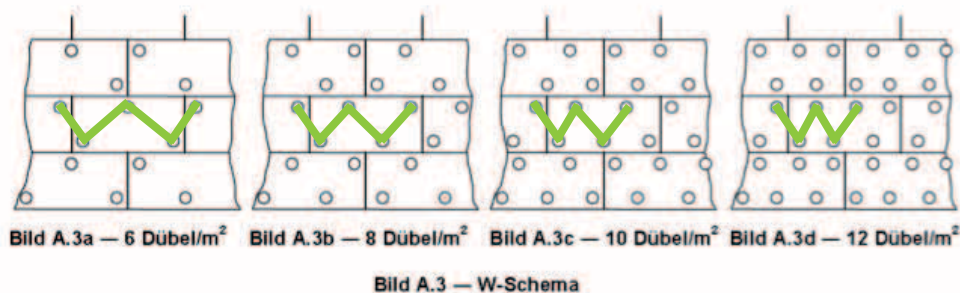 Bild A.3a — 6 Dübel/m²
Bild A.3b — 8 Dübel/m²
Bild A.3c — 10 Dübel/m²
Bild A.3d — 12 Dübel/m²
Bild A.3 — W-Schema